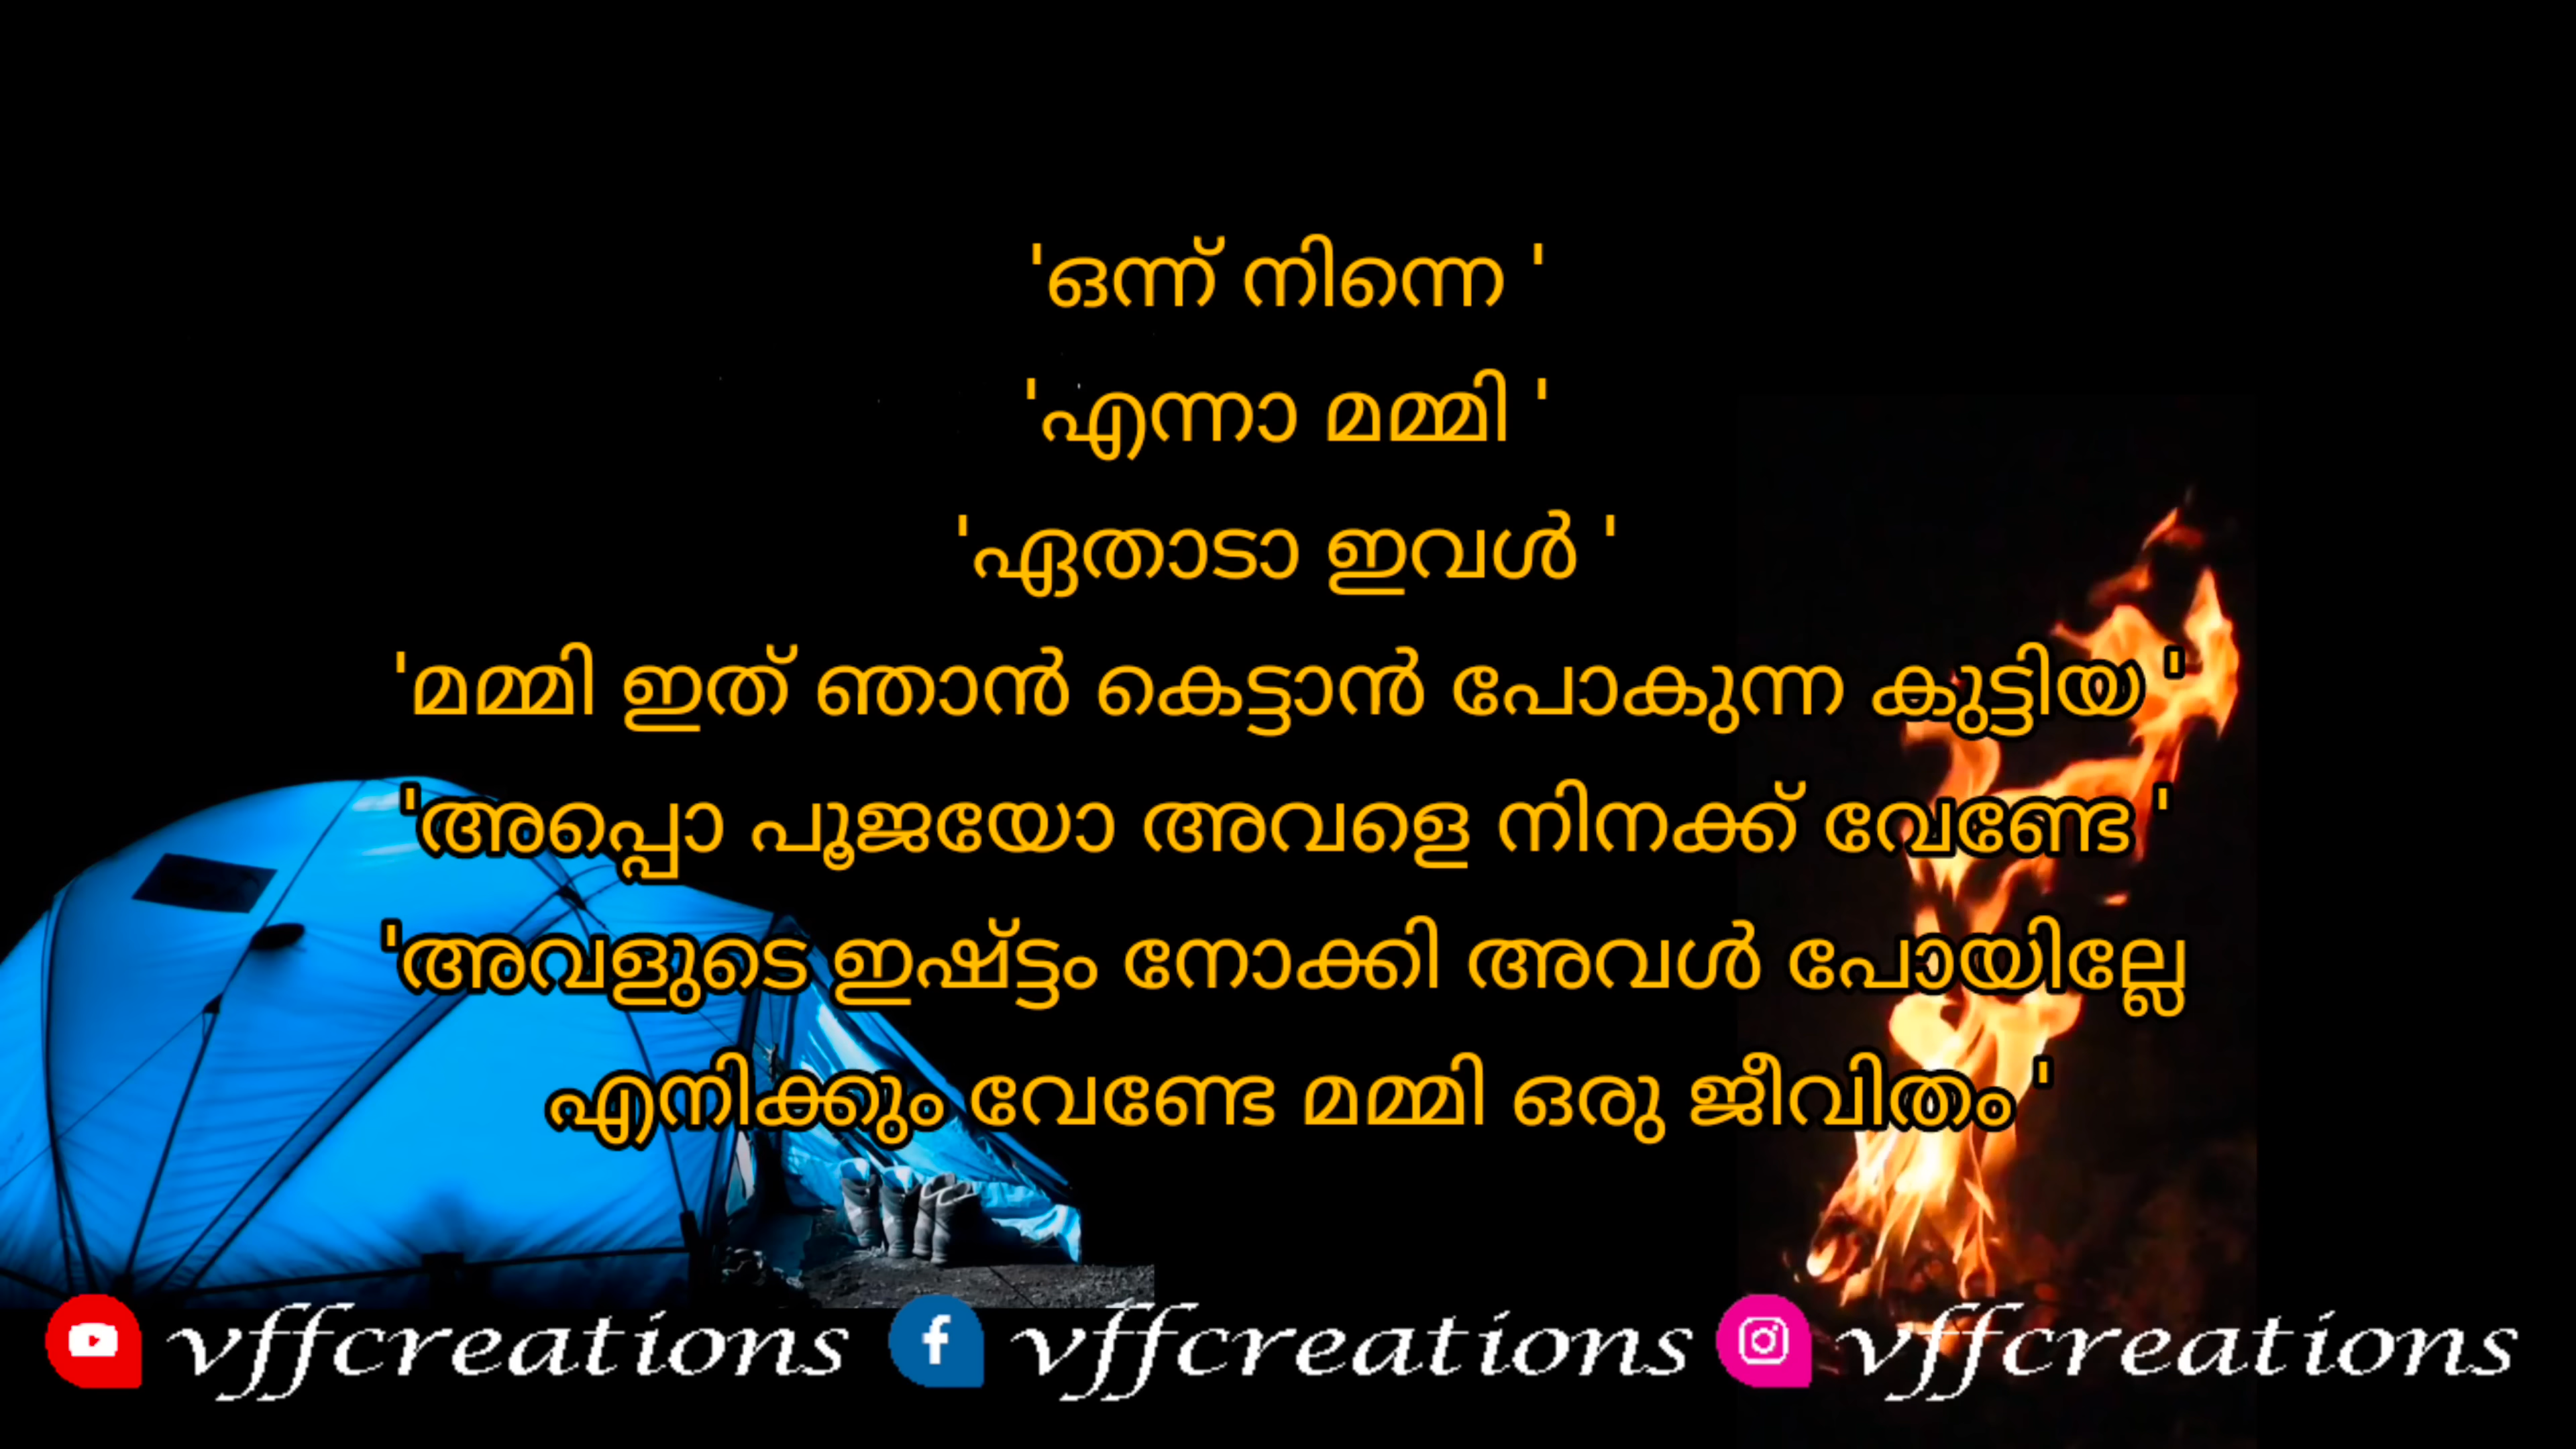 'ഒന്ന് നിന്നെ '
'എന്നാ മമ്മി '
'ഏതാടാ ഇവൾ '
'മമ്മി ഇത് ഞാൻ കെട്ടാൻ പോകുന്ന കുട്ടിയ '
'അപ്പൊ പൂജയോ അവളെ നിനക്ക് വേണ്ടേ '
'അവളുടെ ഇഷ്ട്ടം നോക്കി അവൾ പോയില്ലേ
എനിക്കും വേണ്ടേ മമ്മി ഒരു ജീവിതം '
vffcreations vffcreations vffcreations